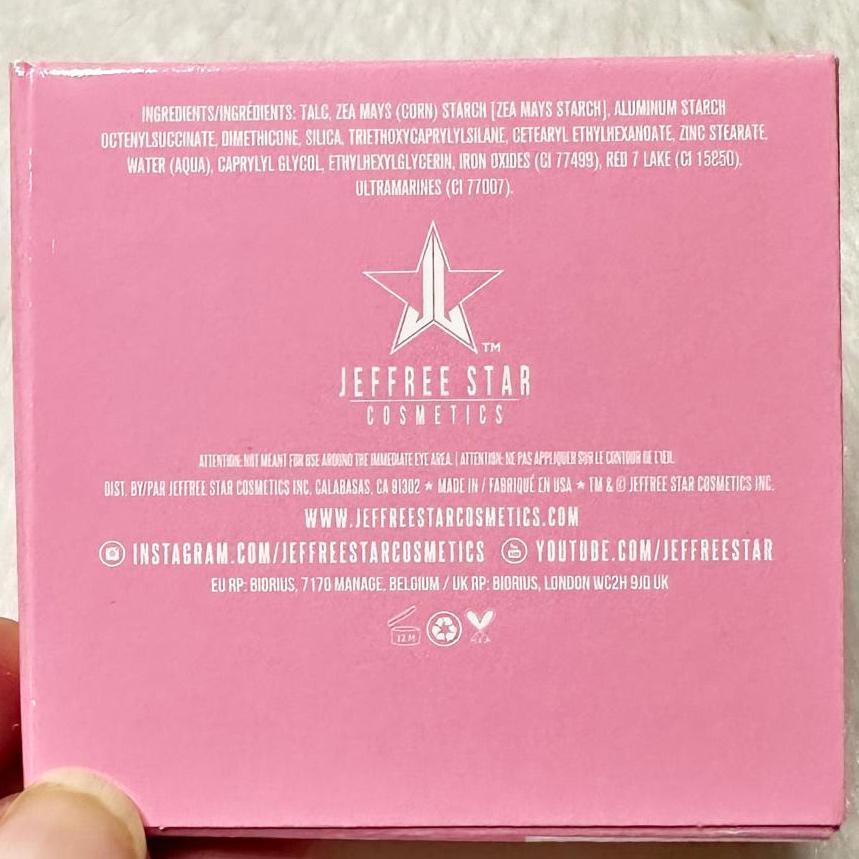 INGREDIENTS/INGRÉDIENTS: TALC, ZEA MAYS (CORN) STARCH [ZEA MAYS STARCH], ALUMINUM STARCH
OCTENYLSUCCINATE, DIMETHICONE, SILICA, TRIETHOXYCAPRYLYLSILANE, CETEARYL ETHYLHEXANOATE, ZINC STEARATE,
WATER (AQUA), CAPRYLYL GLYCOL, ETHYLHEXYLGLYCERIN, IRON OXIDES (CI 77499), RED 7 LAKE (CI 15850),
ULTRAMARINES (CI 77007).
TM
JEFFREE STAR
COSMETICS
ATTENTION: NOT MEANT FOR USE AROUND THE IMMEDIATE EYE AREA. | ATTENTION: NE PAS APPLIQUER SUR LE CONTOUR DE L'ŒIL.
DIST. BY/PAR JEFFREE STAR COSMETICS INC. CALABASAS, CA 91302 ★ MADE IN / FABRIQUÉ EN USA ★ TM & © JEFFREE STAR COSMETICS INC.
WWW.JEFFREESTARCOSMETICS.COM
INSTAGRAM.COM/JEFFREESTARCOSMETICS YOUTUBE.COM/JEFFREESTAR
EU RP: BIORIUS, 7170 MANAGE, BELGIUM / UK RP: BIORIUS, LONDON WC2H 9JQ UK
12 M